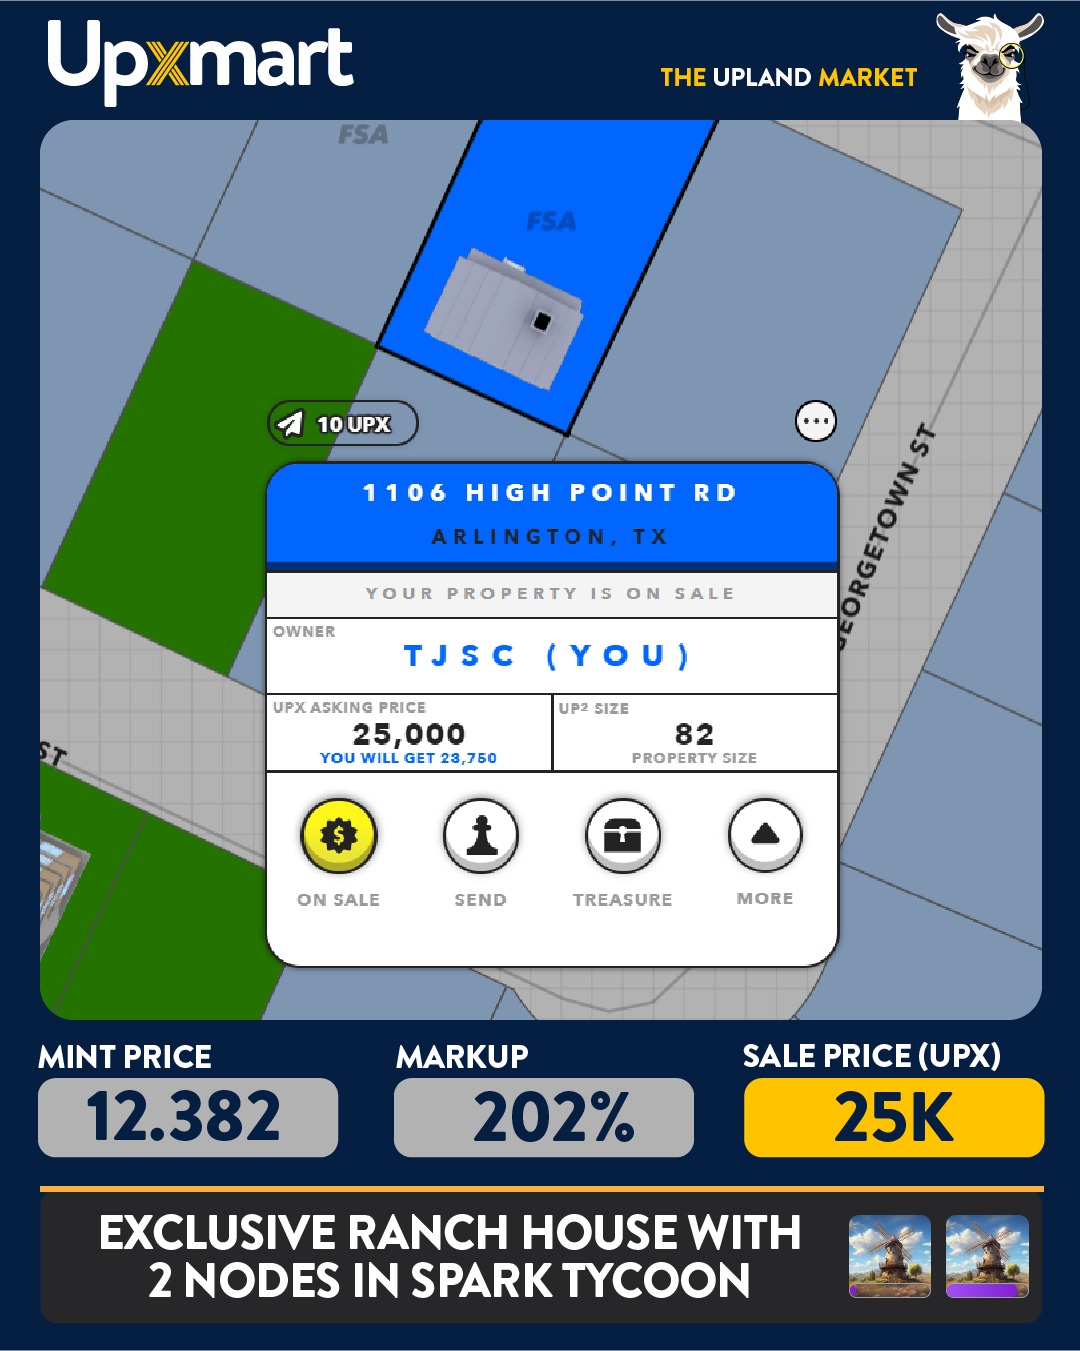 Upxmart
THE UPLAND MARKET
FSA
FSA
10 UPX
1106 HIGH POINT RD
ARLINGTON, TX
YOUR PROPERTY IS ON SALE
OWNER
TJSC (YOU)
UPX ASKING PRICE
25,000
YOU WILL GET 23,750
UP² SIZE
82
PROPERTY SIZE
ON SALE
SEND
TREASURE
MORE
GEORGETOWN ST
ST
MINT PRICE
12.382
MARKUP
202%
SALE PRICE (UPX)
25K
EXCLUSIVE RANCH HOUSE WITH
2 NODES IN SPARK TYCOON